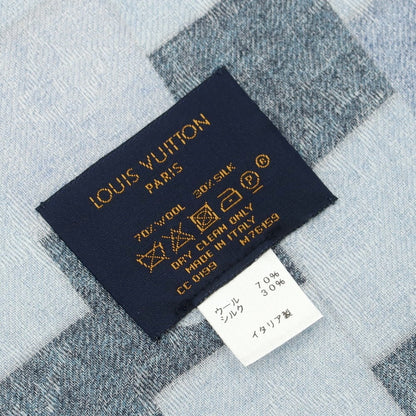 LOUIS VUITTON
PARIS
70% WOOL 30% SILK
P
DRY CLEAN ONLY
MADE IN ITALY
CC 0199 M76159
ウール 70%
シルク 30%
イタリア製